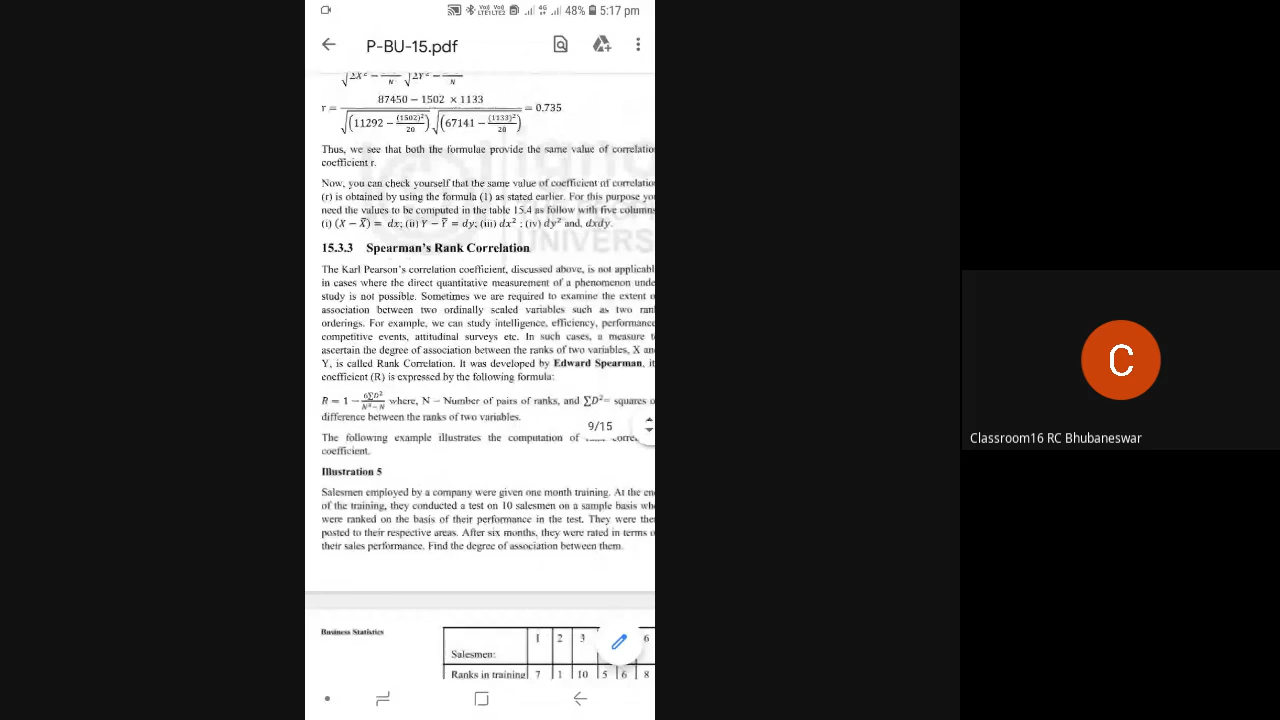 Vo) Vo)
LTE1 LTE2 4G 48% 5:17 pm
P-BU-15.pdf
√ΣX² − N √ΣY² − N
r = 87450 − 1502 × 1133 / √(11292 − (1502)²/20) √(67141 − (1133)²/20) = 0.735
Thus, we see that both the formulae provide the same value of correlatio
coefficient r.
Now, you can check yourself that the same value of coefficient of correlatio
(r) is obtained by using the formula (1) as stated earlier. For this purpose yo
need the values to be computed in the table 15.4 as follow with five columns
(i) (X − X̄) = dx; (ii) Y − Ȳ = dy; (iii) dx² ; (iv) dy² and, dxdy.
UNIVERS
15.3.3 Spearman's Rank Correlation
The Karl Pearson's correlation coefficient, discussed above, is not applicabl
in cases where the direct quantitative measurement of a phenomenon unde
study is not possible. Sometimes we are required to examine the extent o
association between two ordinally scaled variables such as two ran
orderings. For example, we can study intelligence, efficiency, performance
competitive events, attitudinal surveys etc. In such cases, a measure t
ascertain the degree of association between the ranks of two variables, X an
Y, is called Rank Correlation. It was developed by Edward Spearman, it
coefficient (R) is expressed by the following formula:
R = 1 − 6∑D²/N³ − N where, N – Number of pairs of ranks, and ∑D²= squares o
difference between the ranks of two variables.
9/15
The following example illustrates the computation of corre
coefficient.
Illustration 5
Salesmen employed by a company were given one month training. At the en
of the training, they conducted a test on 10 salesmen on a sample basis wh
were ranked on the basis of their performance in the test. They were the
posted to their respective areas. After six months, they were rated in terms o
their sales performance. Find the degree of association between them.
Business Statistics
Salesmen: 1 2 3 6
Ranks in training 7 1 10 5 6 8
C
Classroom16 RC Bhubaneswar